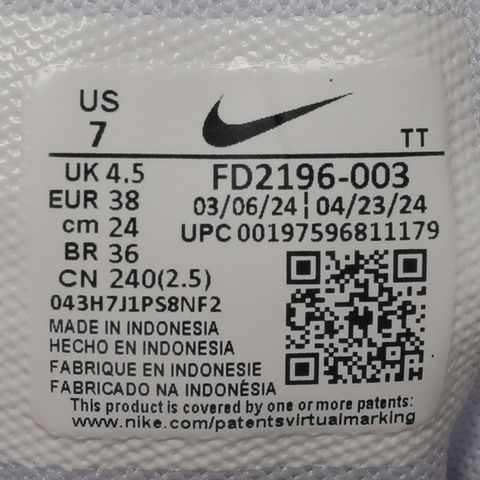 US
7
TT
UK 4.5
EUR 38
cm 24
BR 36
CN 240(2.5)
FD2196-003
03/06/24 | 04/23/24
UPC 00197596811179
043H7J1PS8NF2
MADE IN INDONESIA
HECHO EN INDONESIA
FABRIQUE EN INDONESIE
FABRICADO NA INDONÉSIA
This product is covered by one or more patents:
www.nike.com/patentsvirtualmarking